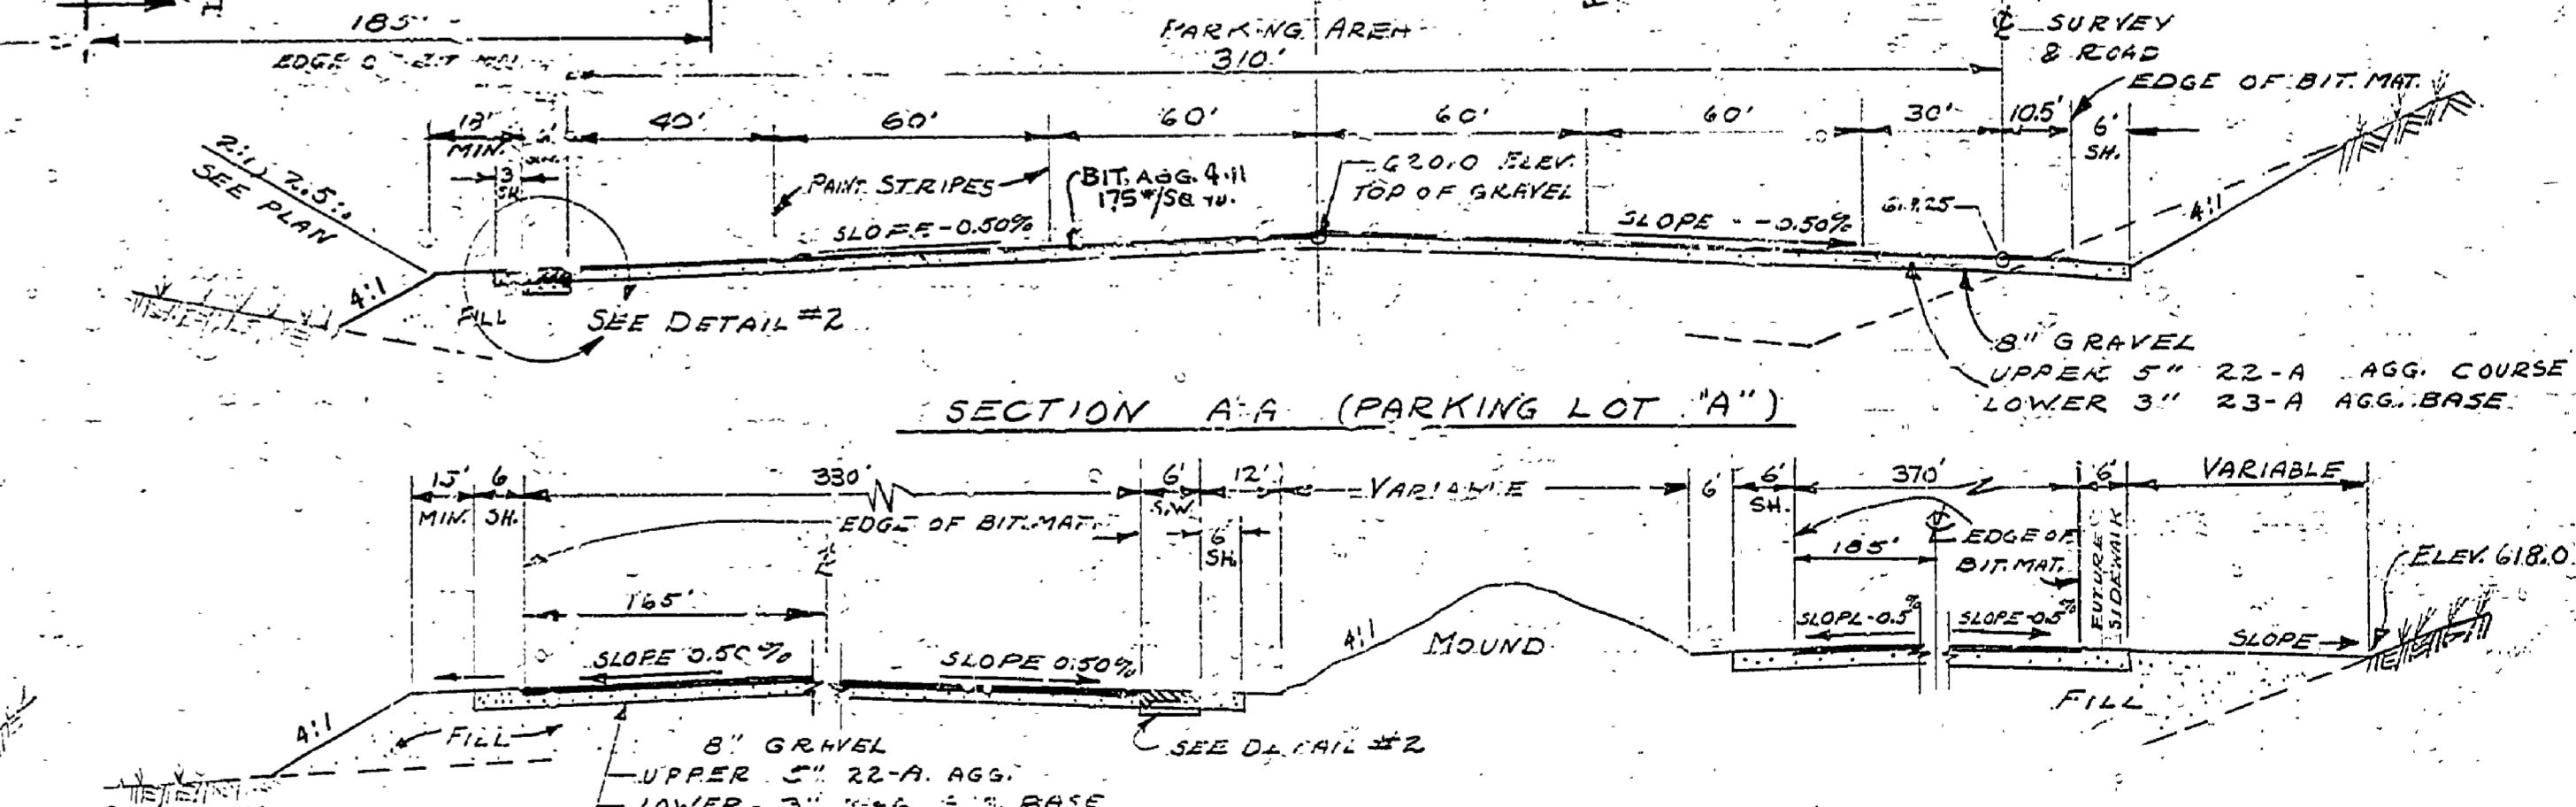 185'
PARKING AREA
310'
℄ SURVEY
& ROAD
EDGE OF BIT. MAT.
18'
MIN.
40'
60'
60'
60'
60'
30'
10.5'
6'
SH.
3
SH.
2.5:1
SEE PLAN
PAINT STRIPES
BIT. AGG. 4.11
175#/SQ YD.
620.0 ELEV.
TOP OF GRAVEL
SLOPE -0.50%
SLOPE -0.50%
4:1
4:1
FILL
SEE DETAIL #2
8" GRAVEL
UPPER 5" 22-A AGG. COURSE
LOWER 3" 23-A AGG. BASE
SECTION A-A (PARKING LOT "A")
15'
MIN.
6
SH.
330'
6'
S.W.
12'
VARIABLE
6'
6'
SH.
370'
6'
VARIABLE
EDGE OF BIT. MAT.
6'
SH.
℄
EDGE OF
BIT. MAT.
185'
FUTURE
SIDEWALK
ELEV. 618.0
165'
SLOPE 0.50%
SLOPE 0.50%
4:1
MOUND
SLOPE-0.5%
SLOPE-0.5%
SLOPE
4:1
FILL
FILL
8" GRAVEL
SEE DETAIL #2
UPPER 5" 22-A. AGG.
LOWER 3" BASE